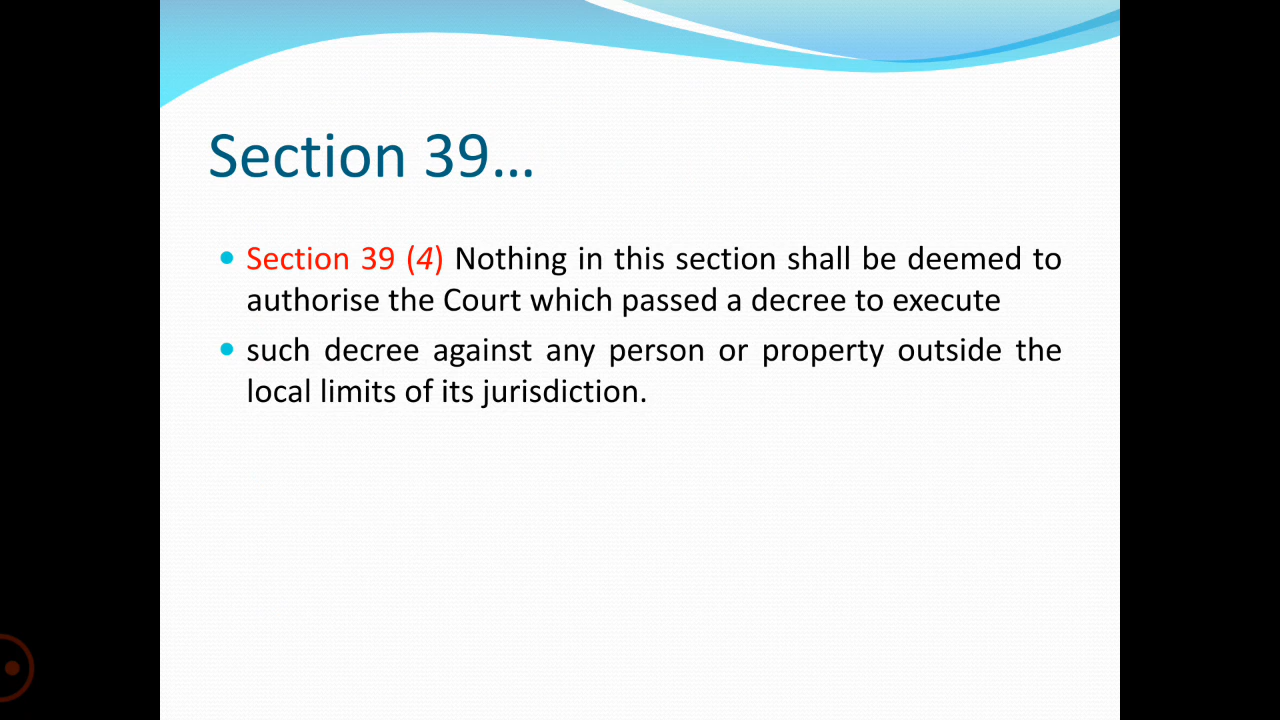 Section 39…
Section 39 (4) Nothing in this section shall be deemed to
authorise the Court which passed a decree to execute
such decree against any person or property outside the
local limits of its jurisdiction.